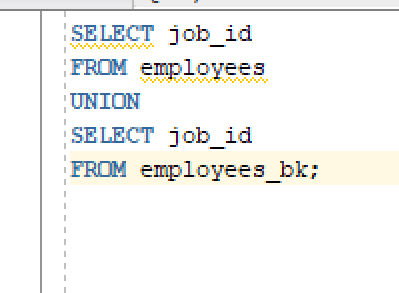 SELECT job_id
FROM employees
UNION
SELECT job_id
FROM employees_bk;